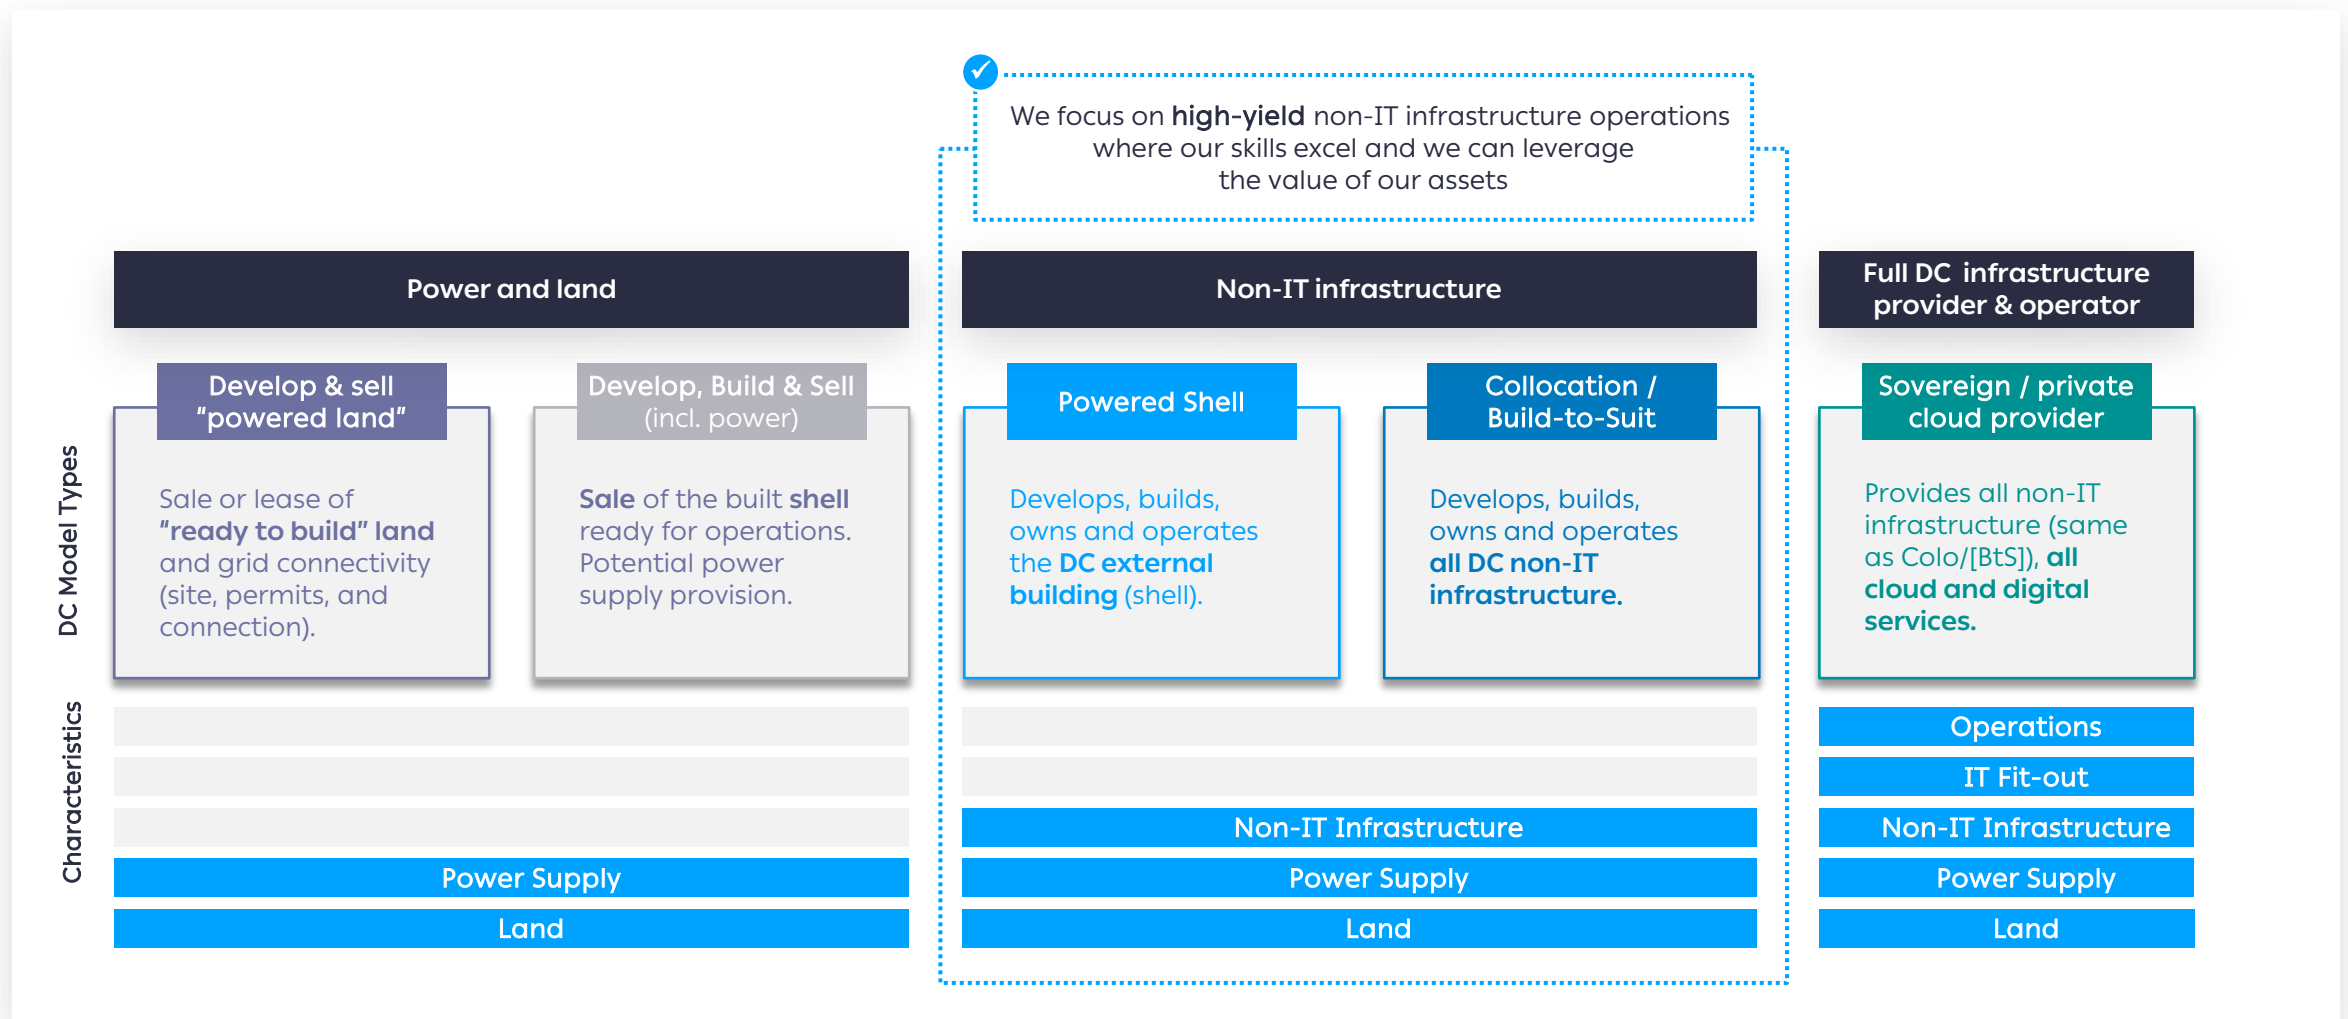 We focus on high-yield non-IT infrastructure operations
where our skills excel and we can leverage
the value of our assets
Power and land
Non-IT infrastructure
Full DC infrastructure
provider & operator
DC Model Types
Develop & sell
“powered land”
Sale or lease of
“ready to build” land
and grid connectivity
(site, permits, and
connection).
Develop, Build & Sell
(incl. power)
Sale of the built shell
ready for operations.
Potential power
supply provision.
Powered Shell
Develops, builds,
owns and operates
the DC external
building (shell).
Collocation /
Build-to-Suit
Develops, builds,
owns and operates
all DC non-IT
infrastructure.
Sovereign / private
cloud provider
Provides all non-IT
infrastructure (same
as Colo/[BtS]), all
cloud and digital
services.
Characteristics
Power Supply
Land
Non-IT Infrastructure
Power Supply
Land
Operations
IT Fit-out
Non-IT Infrastructure
Power Supply
Land